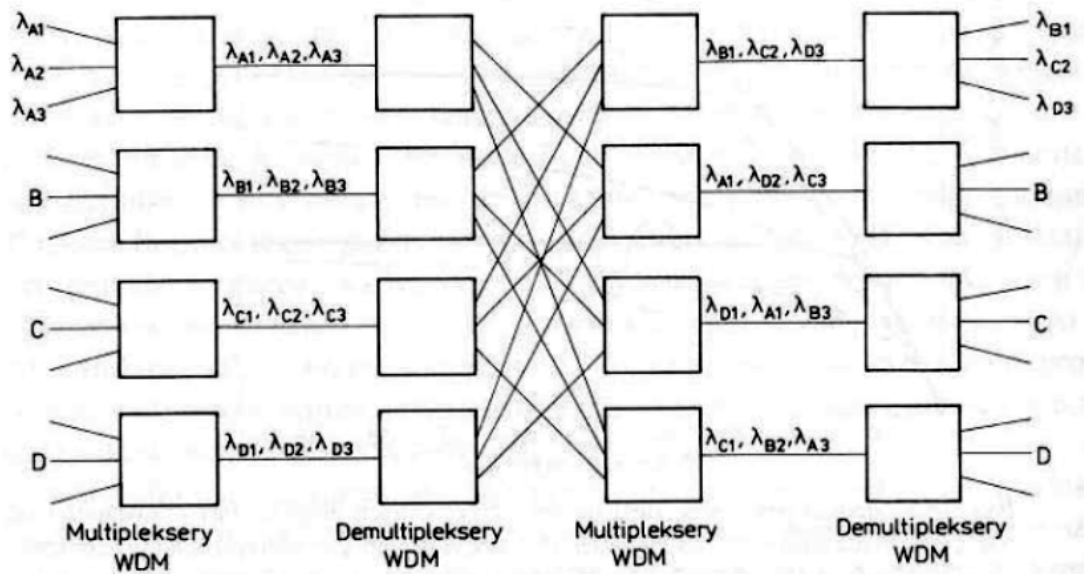 λA1
λA2
λA3
λA1, λA2, λA3
λB1, λC2, λD3
λB1
λC2
λD3
B
λB1, λB2, λB3
λA1, λD2, λC3
B
C
λC1, λC2, λC3
λD1, λA1, λB3
C
D
λD1, λD2, λD3
λC1, λB2, λA3
D
Multipleksery
WDM
Demultipleksery
WDM
Multipleksery
WDM
Demultipleksery
WDM